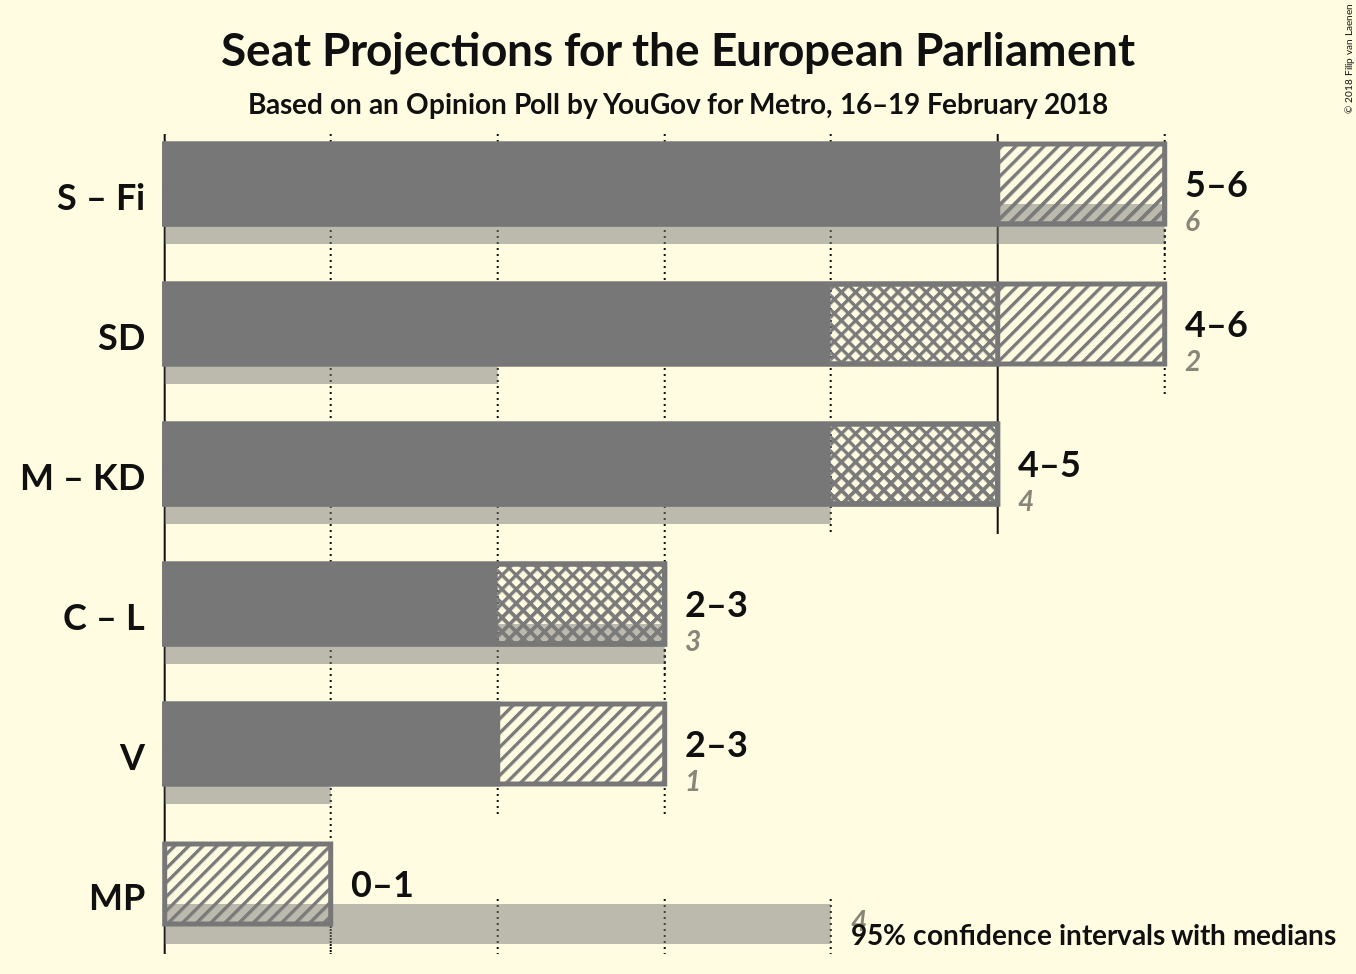 Seat Projections for the European Parliament
Based on an Opinion Poll by YouGov for Metro, 16–19 February 2018
© 2018 Filip van Laenen
S – Fi
5–6
6
SD
4–6
2
M – KD
4–5
4
C – L
2–3
3
V
2–3
1
MP
0–1
4
95% confidence intervals with medians